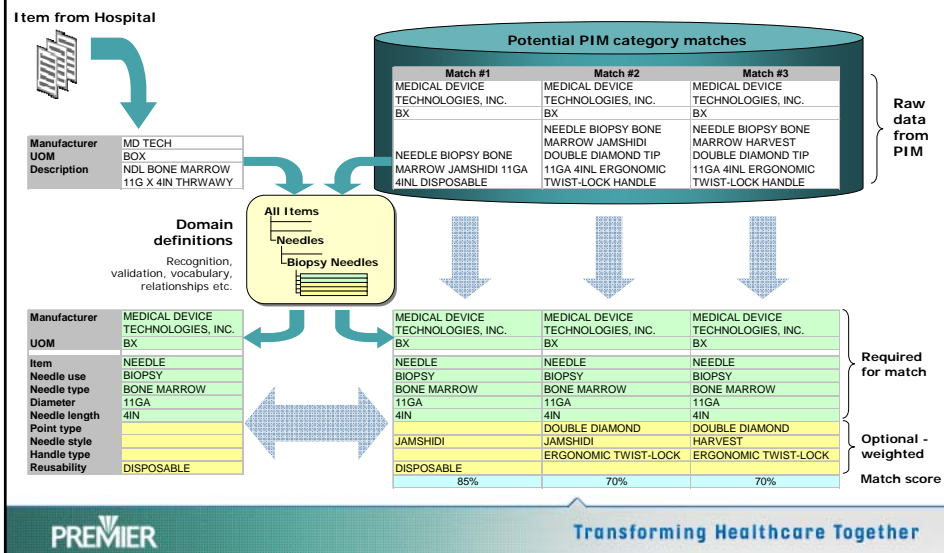 Item from Hospital
Potential PIM category matches
Match #1 Match #2 Match #3
MEDICAL DEVICE MEDICAL DEVICE MEDICAL DEVICE
TECHNOLOGIES, INC. TECHNOLOGIES, INC. TECHNOLOGIES, INC.
BX BX BX
NEEDLE BIOPSY BONE NEEDLE BIOPSY BONE
MARROW JAMSHIDI MARROW HARVEST
NEEDLE BIOPSY BONE DOUBLE DIAMOND TIP DOUBLE DIAMOND TIP
MARROW JAMSHIDI 11GA 11GA 4INL ERGONOMIC 11GA 4INL ERGONOMIC
4INL DISPOSABLE TWIST-LOCK HANDLE TWIST-LOCK HANDLE
Raw
data
from
PIM
Manufacturer MD TECH
UOM BOX
Description NDL BONE MARROW
11G X 4IN THRWAWY
Domain
definitions
Recognition,
validation, vocabulary,
relationships etc.
All Items
Needles
Biopsy Needles
Manufacturer MEDICAL DEVICE
TECHNOLOGIES, INC.
UOM BX
Item NEEDLE
Needle use BIOPSY
Needle type BONE MARROW
Diameter 11GA
Needle length 4IN
Point type
Needle style
Handle type
Reusability DISPOSABLE
MEDICAL DEVICE MEDICAL DEVICE MEDICAL DEVICE
TECHNOLOGIES, INC. TECHNOLOGIES, INC. TECHNOLOGIES, INC.
BX BX BX
NEEDLE NEEDLE NEEDLE
BIOPSY BIOPSY BIOPSY
BONE MARROW BONE MARROW BONE MARROW
11GA 11GA 11GA
4IN 4IN 4IN
DOUBLE DIAMOND DOUBLE DIAMOND
JAMSHIDI JAMSHIDI HARVEST
ERGONOMIC TWIST-LOCK ERGONOMIC TWIST-LOCK
DISPOSABLE
85% 70% 70%
Required
for match
Optional -
weighted
Match score
PREMIER
Transforming Healthcare Together